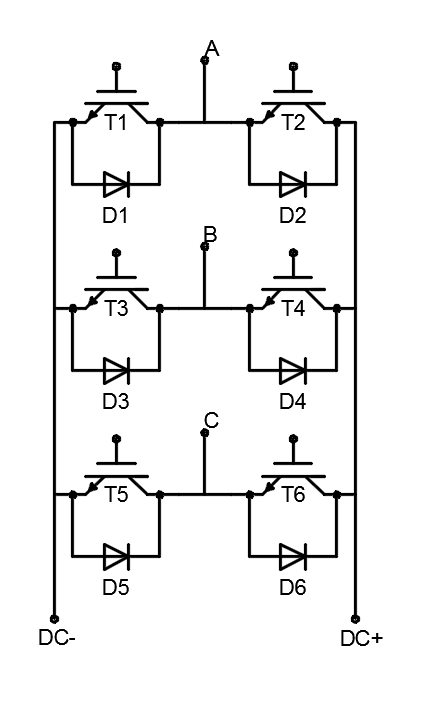 A
T1 T2
D1 D2
B
T3 T4
D3 D4
C
T5 T6
D5 D6
DC- DC+